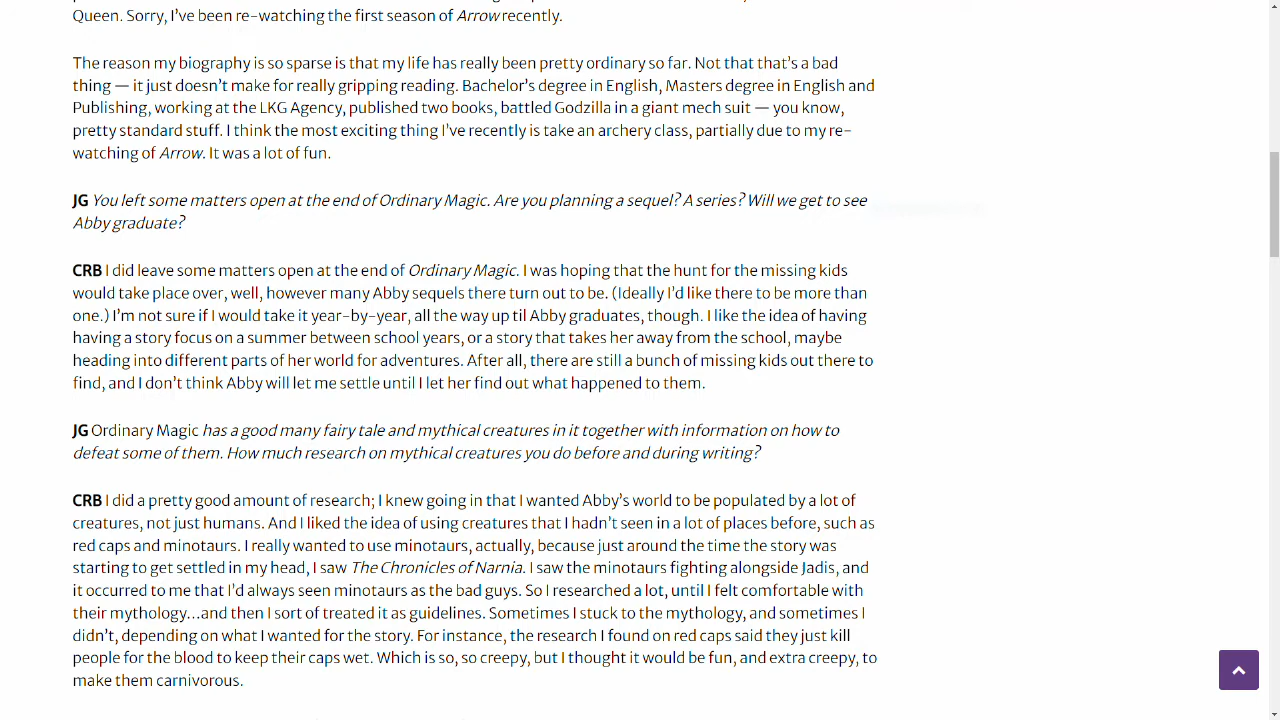 Queen. Sorry, I've been re-watching the first season of Arrow recently.
The reason my biography is so sparse is that my life has really been pretty ordinary so far. Not that that's a bad
thing — it just doesn't make for really gripping reading. Bachelor's degree in English, Masters degree in English and
Publishing, working at the LKG Agency, published two books, battled Godzilla in a giant mech suit — you know,
pretty standard stuff. I think the most exciting thing I've recently is take an archery class, partially due to my re-
watching of Arrow. It was a lot of fun.
JG You left some matters open at the end of Ordinary Magic. Are you planning a sequel? A series? Will we get to see
Abby graduate?
CRB I did leave some matters open at the end of Ordinary Magic. I was hoping that the hunt for the missing kids
would take place over, well, however many Abby sequels there turn out to be. (Ideally I'd like there to be more than
one.) I'm not sure if I would take it year-by-year, all the way up til Abby graduates, though. I like the idea of having
having a story focus on a summer between school years, or a story that takes her away from the school, maybe
heading into different parts of her world for adventures. After all, there are still a bunch of missing kids out there to
find, and I don't think Abby will let me settle until I let her find out what happened to them.
JG Ordinary Magic has a good many fairy tale and mythical creatures in it together with information on how to
defeat some of them. How much research on mythical creatures you do before and during writing?
CRB I did a pretty good amount of research; I knew going in that I wanted Abby's world to be populated by a lot of
creatures, not just humans. And I liked the idea of using creatures that I hadn't seen in a lot of places before, such as
red caps and minotaurs. I really wanted to use minotaurs, actually, because just around the time the story was
starting to get settled in my head, I saw The Chronicles of Narnia. I saw the minotaurs fighting alongside Jadis, and
it occurred to me that I'd always seen minotaurs as the bad guys. So I researched a lot, until I felt comfortable with
their mythology…and then I sort of treated it as guidelines. Sometimes I stuck to the mythology, and sometimes I
didn't, depending on what I wanted for the story. For instance, the research I found on red caps said they just kill
people for the blood to keep their caps wet. Which is so, so creepy, but I thought it would be fun, and extra creepy, to
make them carnivorous.